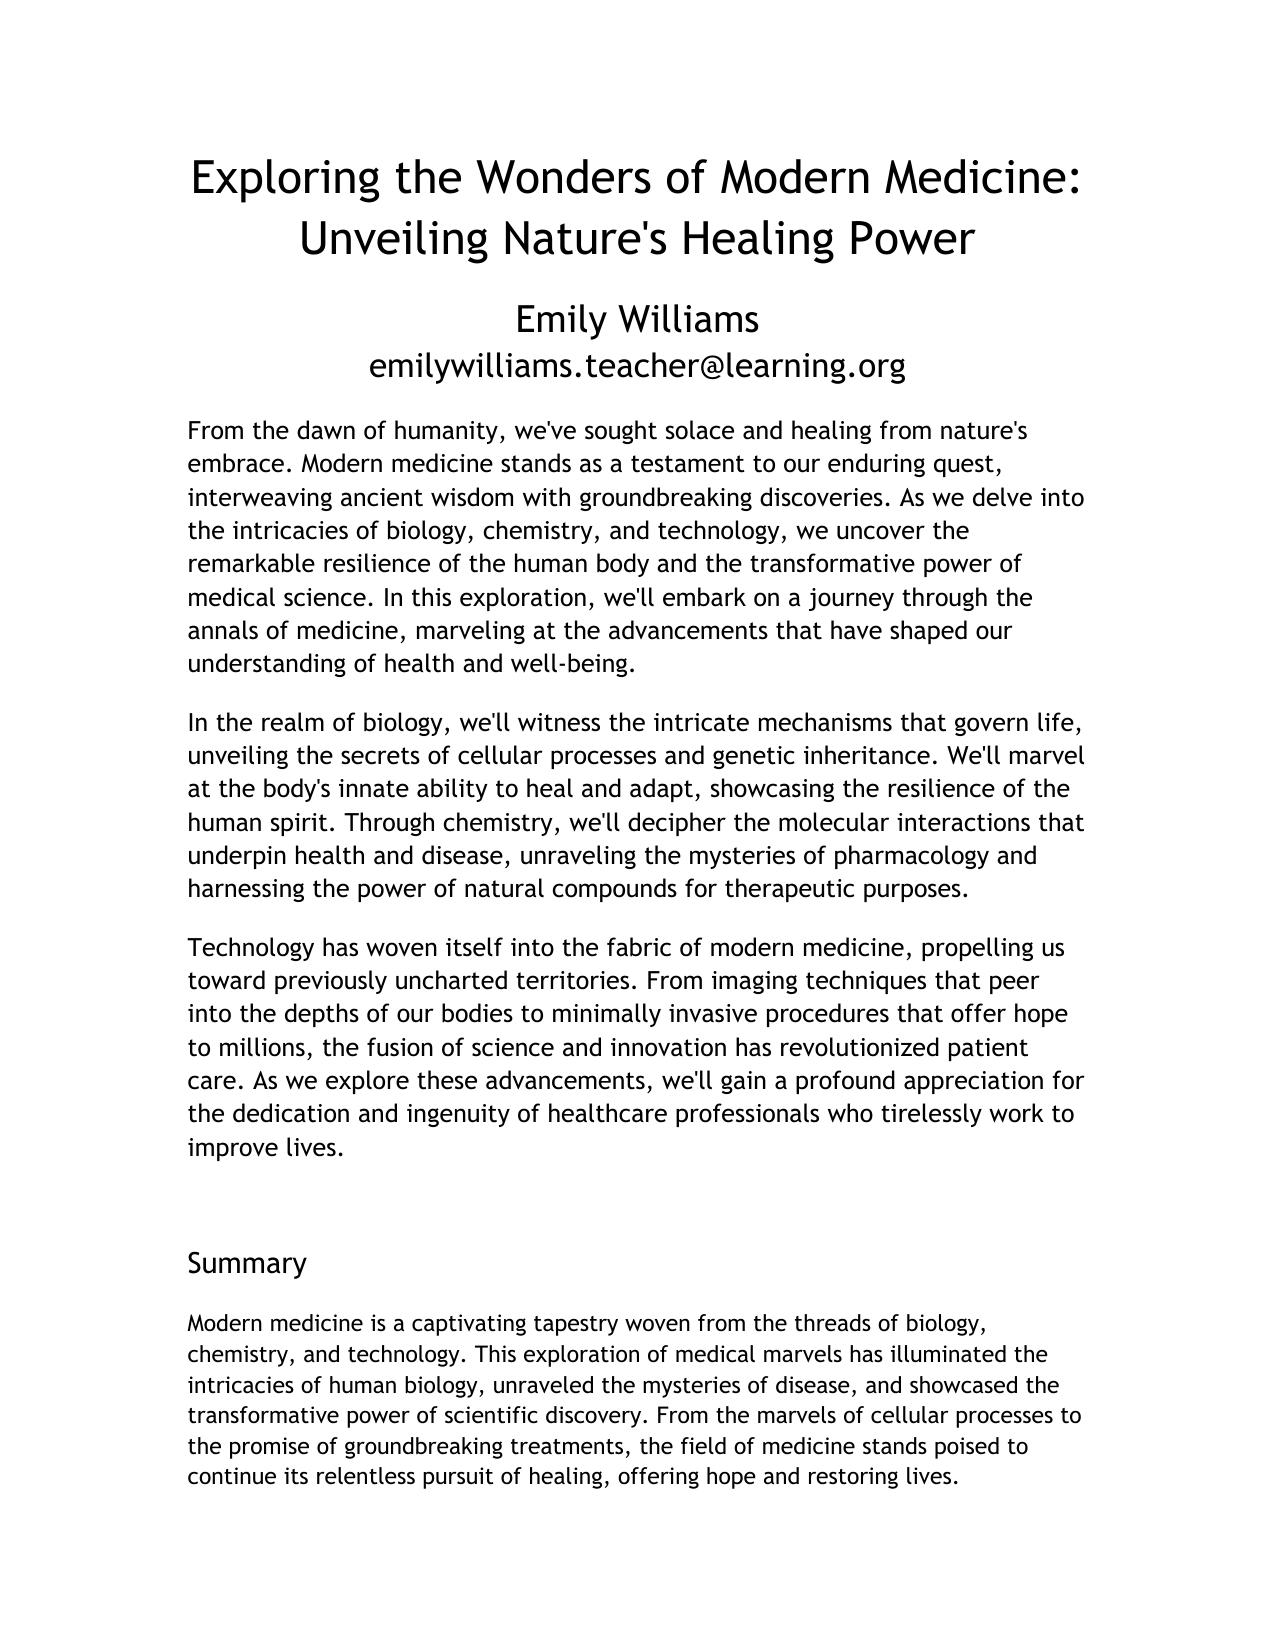 Exploring the Wonders of Modern Medicine:
Unveiling Nature's Healing Power
Emily Williams
emilywilliams.teacher@learning.org
From the dawn of humanity, we've sought solace and healing from nature's
embrace. Modern medicine stands as a testament to our enduring quest,
interweaving ancient wisdom with groundbreaking discoveries. As we delve into
the intricacies of biology, chemistry, and technology, we uncover the
remarkable resilience of the human body and the transformative power of
medical science. In this exploration, we'll embark on a journey through the
annals of medicine, marveling at the advancements that have shaped our
understanding of health and well-being.
In the realm of biology, we'll witness the intricate mechanisms that govern life,
unveiling the secrets of cellular processes and genetic inheritance. We'll marvel
at the body's innate ability to heal and adapt, showcasing the resilience of the
human spirit. Through chemistry, we'll decipher the molecular interactions that
underpin health and disease, unraveling the mysteries of pharmacology and
harnessing the power of natural compounds for therapeutic purposes.
Technology has woven itself into the fabric of modern medicine, propelling us
toward previously uncharted territories. From imaging techniques that peer
into the depths of our bodies to minimally invasive procedures that offer hope
to millions, the fusion of science and innovation has revolutionized patient
care. As we explore these advancements, we'll gain a profound appreciation for
the dedication and ingenuity of healthcare professionals who tirelessly work to
improve lives.
Summary
Modern medicine is a captivating tapestry woven from the threads of biology,
chemistry, and technology. This exploration of medical marvels has illuminated the
intricacies of human biology, unraveled the mysteries of disease, and showcased the
transformative power of scientific discovery. From the marvels of cellular processes to
the promise of groundbreaking treatments, the field of medicine stands poised to
continue its relentless pursuit of healing, offering hope and restoring lives.